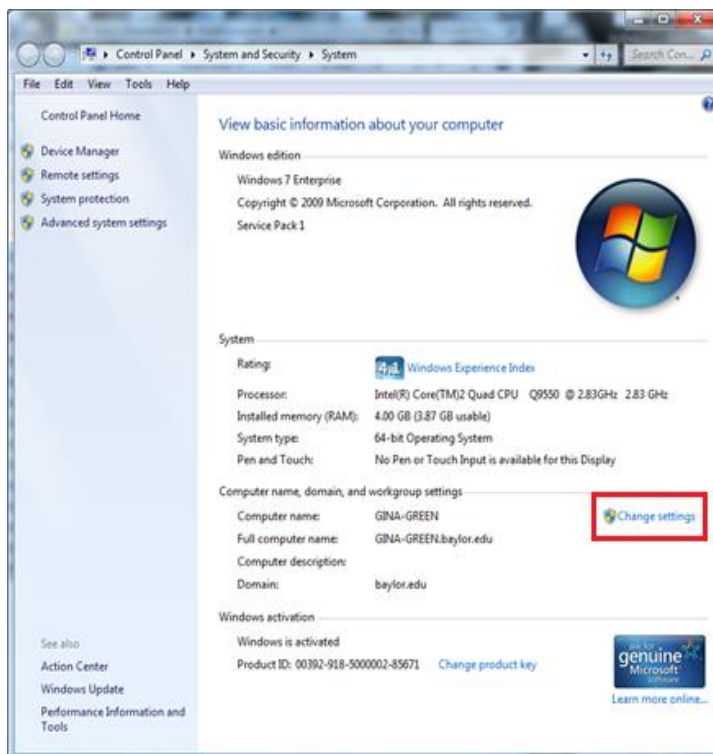 Control Panel ▸ System and Security ▸ System
Search Con...
File Edit View Tools Help
Control Panel Home
Device Manager
Remote settings
System protection
Advanced system settings
See also
Action Center
Windows Update
Performance Information and
Tools
View basic information about your computer
Windows edition
Windows 7 Enterprise
Copyright © 2009 Microsoft Corporation. All rights reserved.
Service Pack 1
System
Rating: 4,1 Windows Experience Index
Processor: Intel(R) Core(TM)2 Quad CPU Q9550 @ 2.83GHz 2.83 GHz
Installed memory (RAM): 4.00 GB (3.87 GB usable)
System type: 64-bit Operating System
Pen and Touch: No Pen or Touch Input is available for this Display
Computer name, domain, and workgroup settings
Computer name: GINA-GREEN
Change settings
Full computer name: GINA-GREEN.baylor.edu
Computer description:
Domain: baylor.edu
Windows activation
Windows is activated
Product ID: 00392-918-5000002-85671 Change product key
ask for
genuine
Microsoft
software
Learn more online...